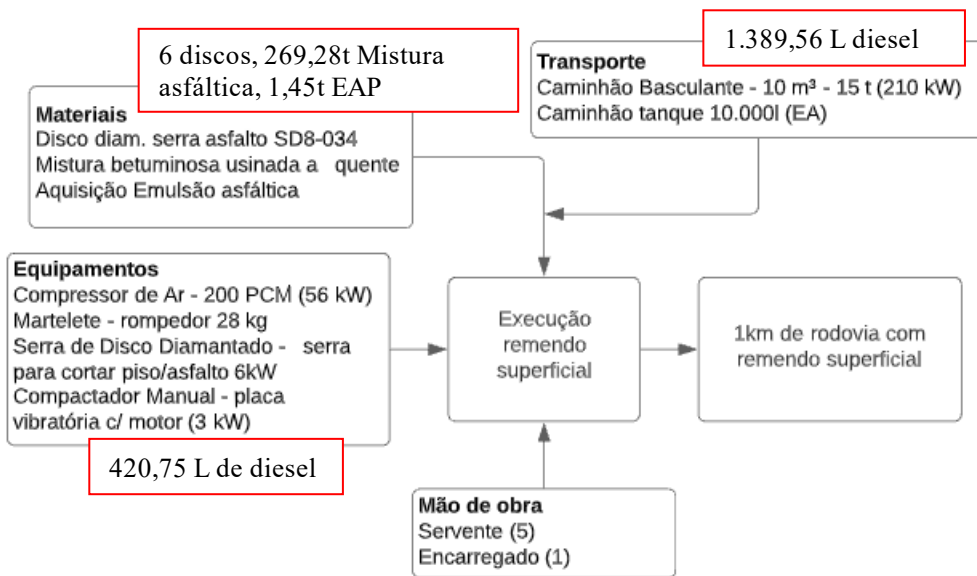 6 discos, 269,28t Mistura
asfáltica, 1,45t EAP
Materiais
Disco diam. serra asfalto SD8-034
Mistura betuminosa usinada a quente
Aquisição Emulsão asfáltica
1.389,56 L diesel
Transporte
Caminhão Basculante - 10 m³ - 15 t (210 kW)
Caminhão tanque 10.000l (EA)
Equipamentos
Compressor de Ar - 200 PCM (56 kW)
Martelete - rompedor 28 kg
Serra de Disco Diamantado - serra
para cortar piso/asfalto 6kW
Compactador Manual - placa
vibratória c/ motor (3 kW)
420,75 L de diesel
Execução
remendo
superficial
1km de rodovia com
remendo superficial
Mão de obra
Servente (5)
Encarregado (1)